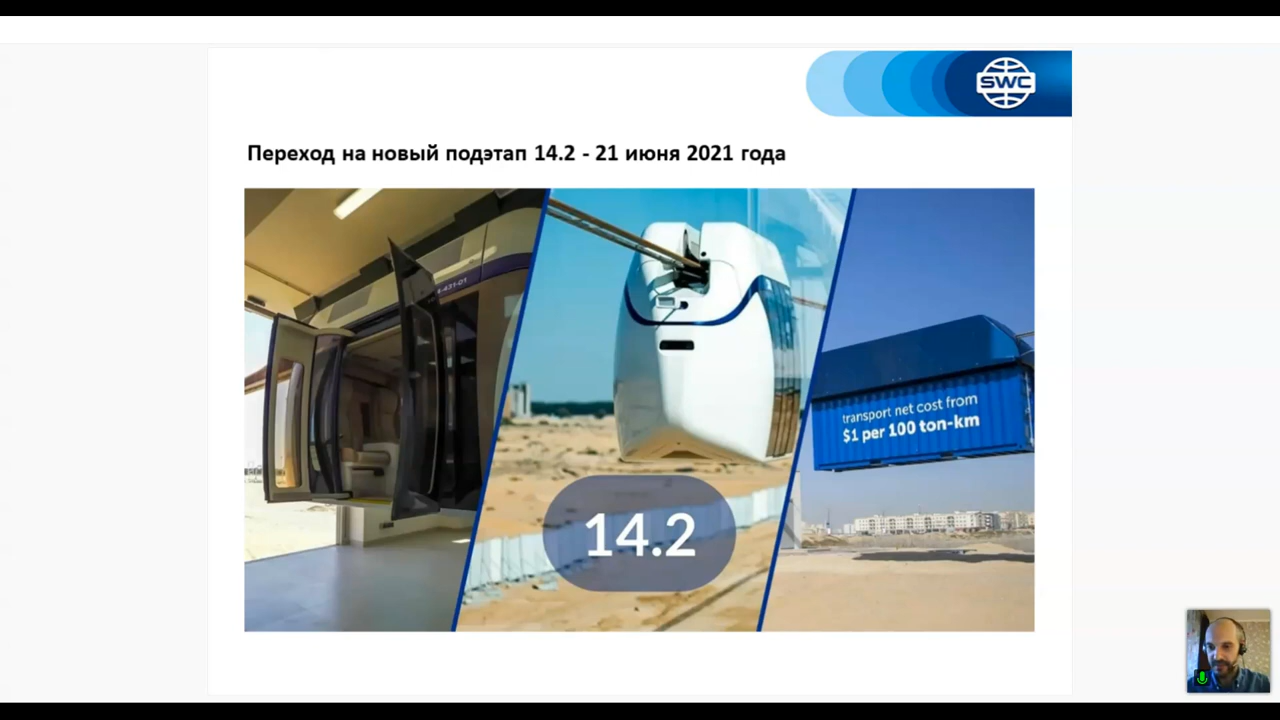 SWC
Переход на новый подэтап 14.2 - 21 июня 2021 года
transport net cost from
$1 per 100 ton-km
14.2